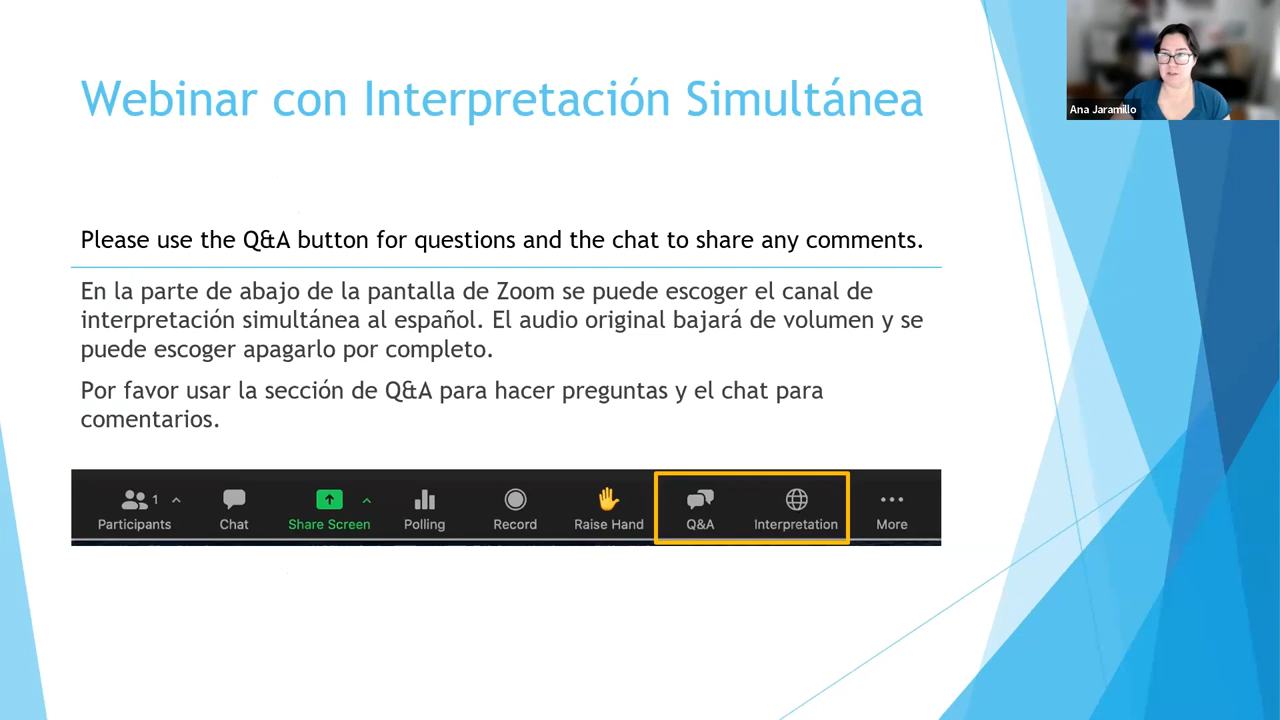 Webinar con Interpretación Simultánea
Ana Jaramillo
Please use the Q&A button for questions and the chat to share any comments.
En la parte de abajo de la pantalla de Zoom se puede escoger el canal de
interpretación simultánea al español. El audio original bajará de volumen y se
puede escoger apagarlo por completo.
Por favor usar la sección de Q&A para hacer preguntas y el chat para
comentarios.
1
Participants Chat Share Screen Polling Record Raise Hand Q&A Interpretation More